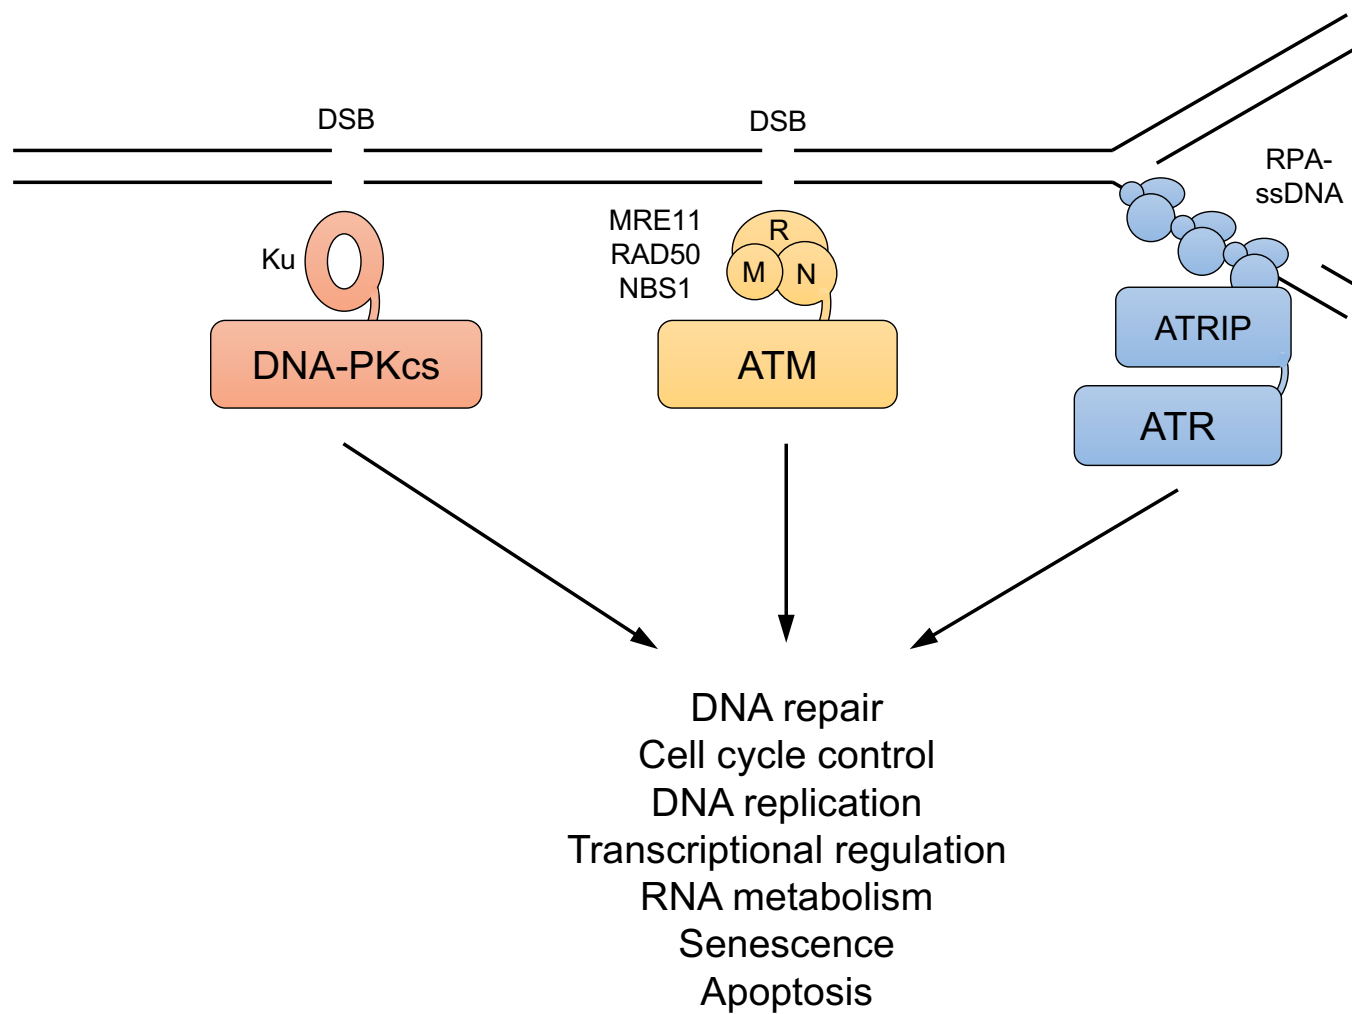 DSB
DSB
RPA-
ssDNA
Ku
MRE11
RAD50
NBS1
R
M
N
DNA-PKcs
ATM
ATRIP
ATR
DNA repair
Cell cycle control
DNA replication
Transcriptional regulation
RNA metabolism
Senescence
Apoptosis